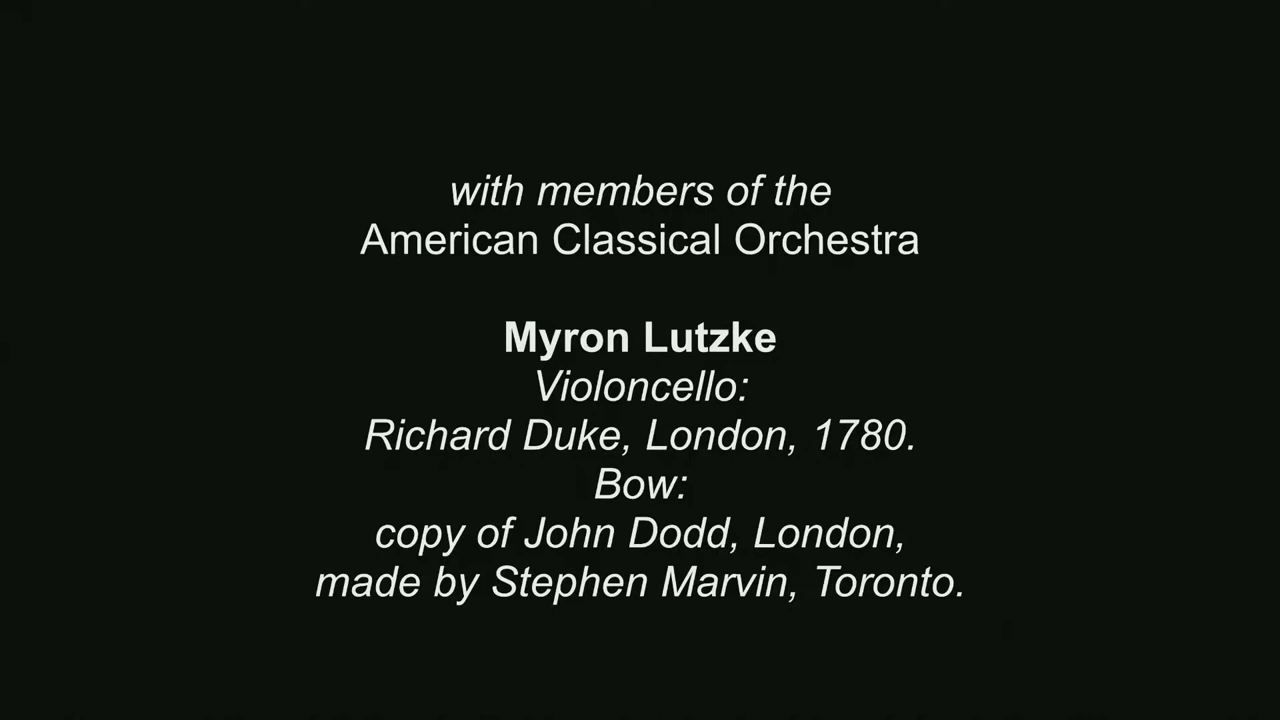 with members of the
American Classical Orchestra
Myron Lutzke
Violoncello:
Richard Duke, London, 1780.
Bow:
copy of John Dodd, London,
made by Stephen Marvin, Toronto.